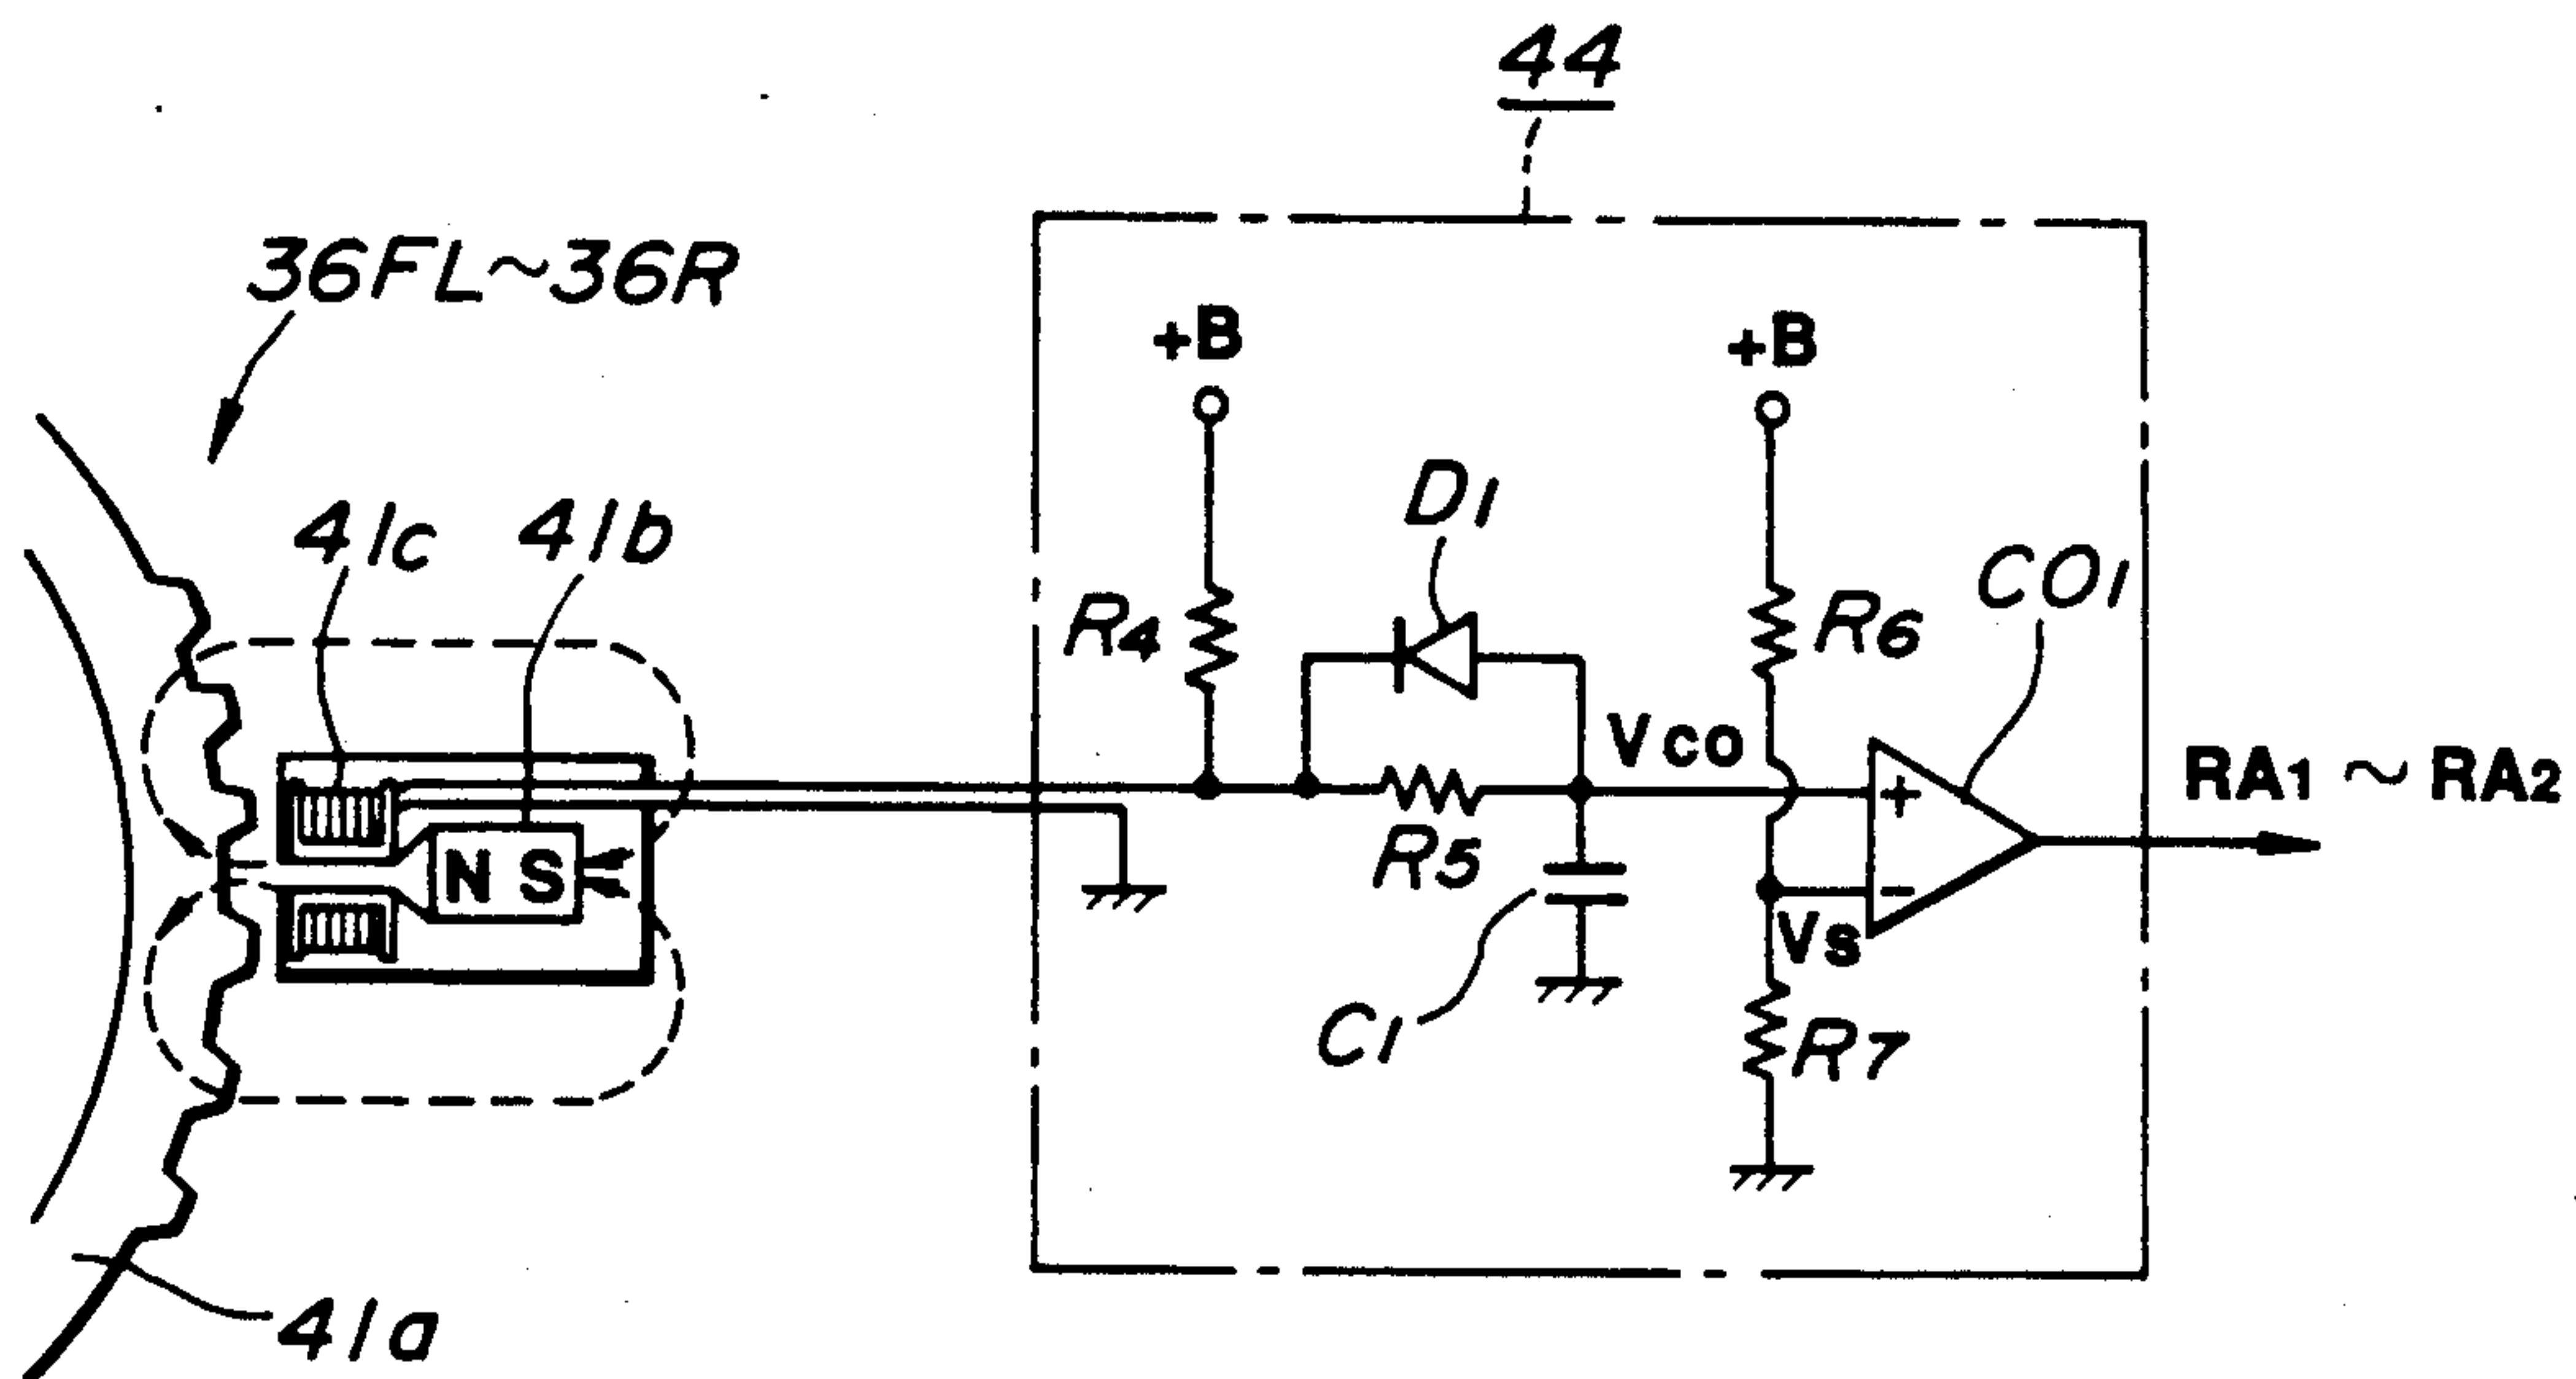 44
36FL~36R
+B
+B
D1
41c
41b
CO1
R4
R6
Vco
RA1 ~ RA2
+
R5
N S
-
Vs
C1
R7
41a